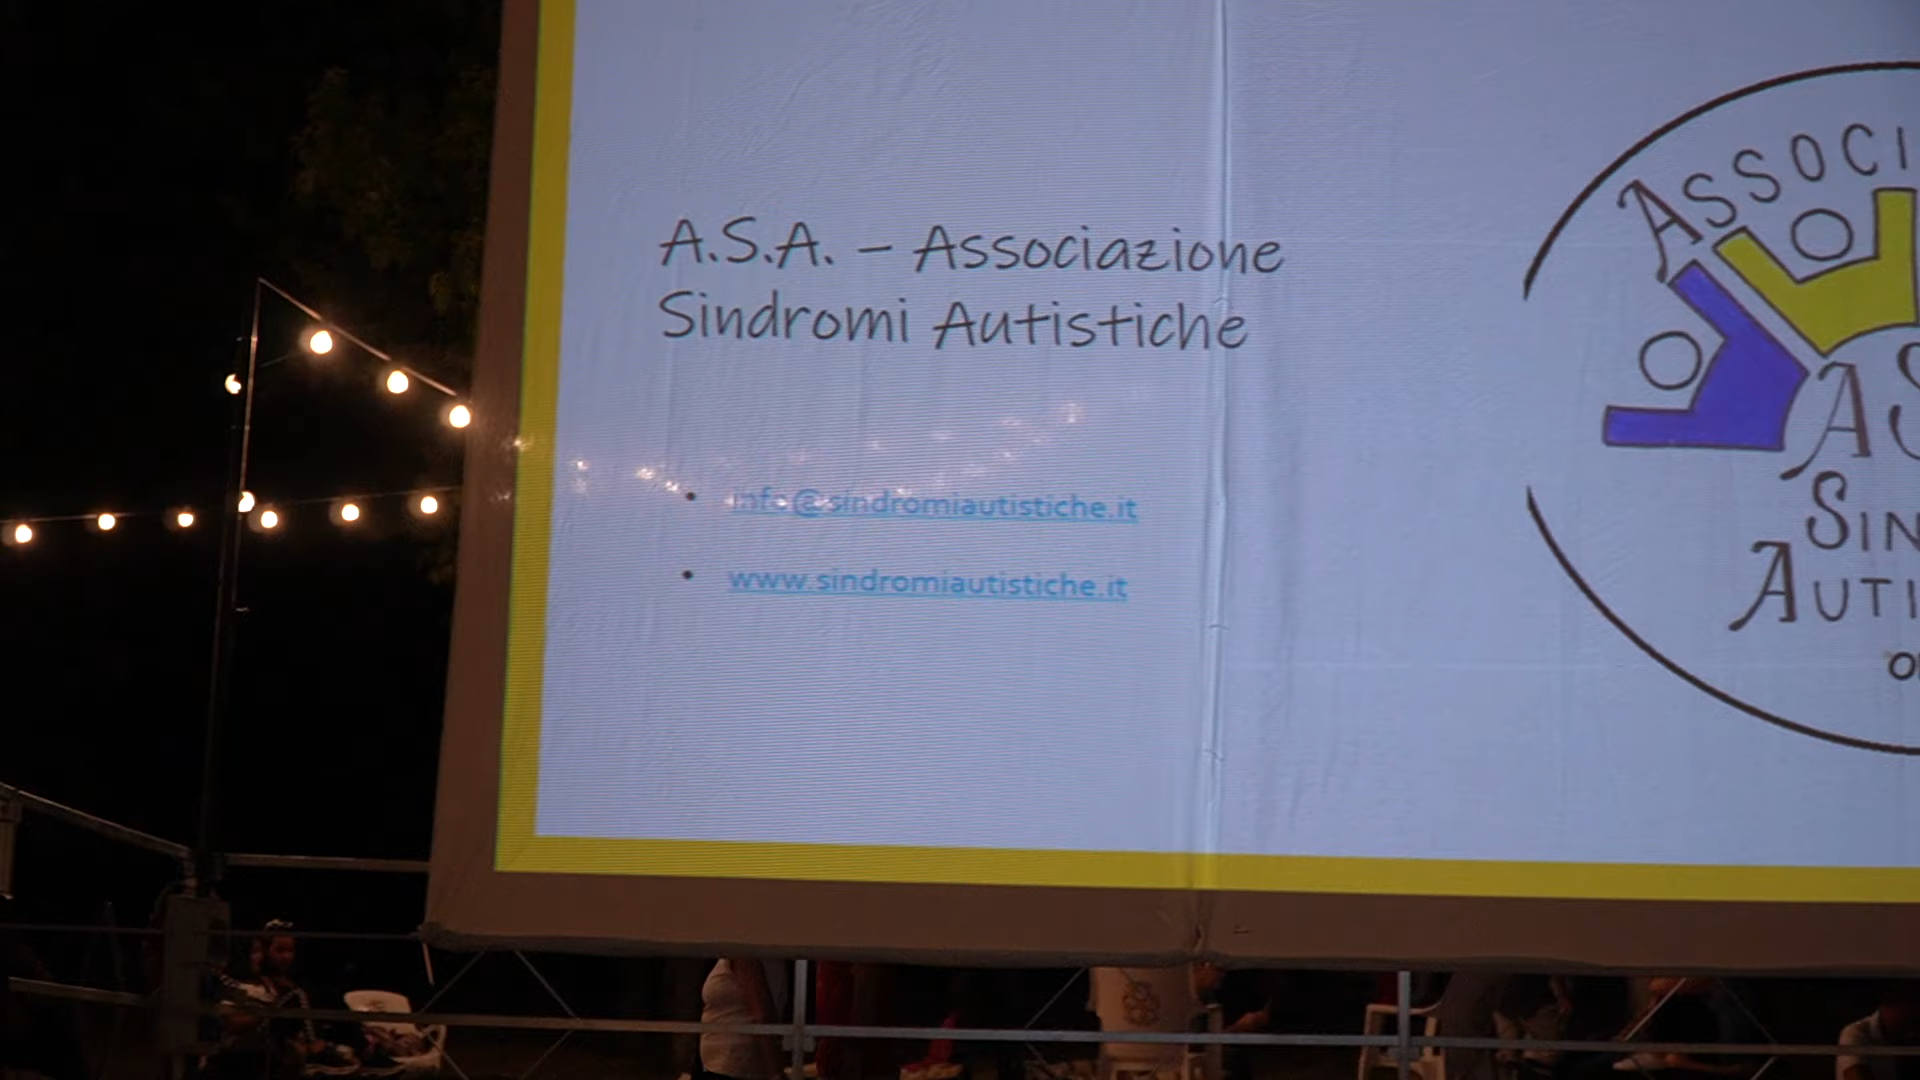 A.S.A. – Associazione
Sindromi Autistiche
info@sindromiautistiche.it
www.sindromiautistiche.it
ASSOCI
AS
SIN
AUTI